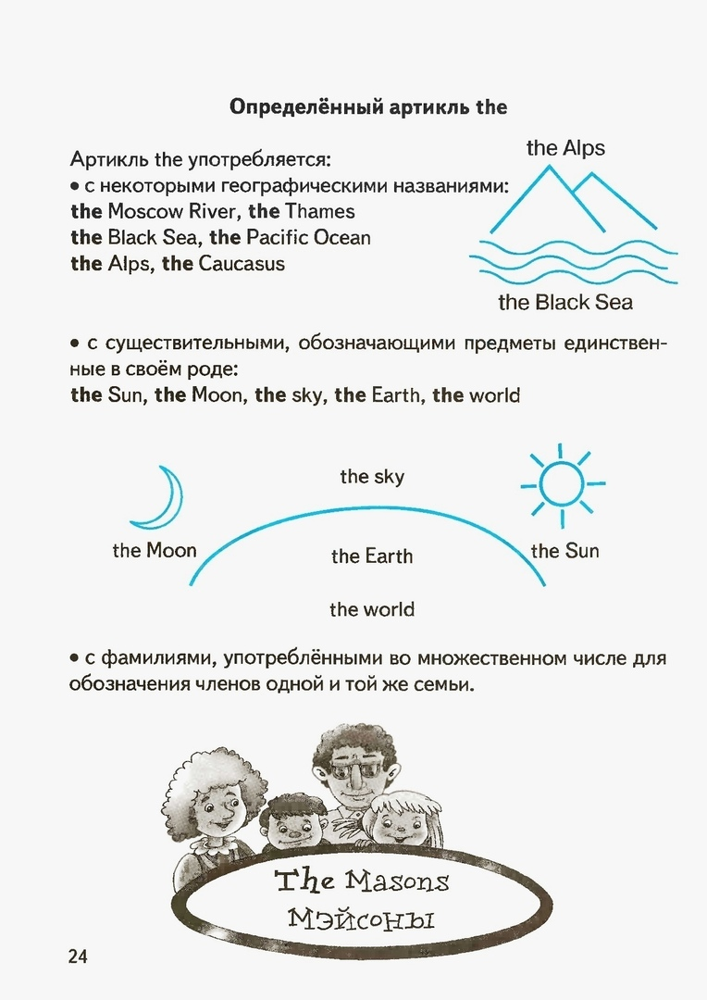 Определённый артикль the
Артикль the употребляется:
• с некоторыми географическими названиями:
the Moscow River, the Thames
the Black Sea, the Pacific Ocean
the Alps, the Caucasus
the Alps
the Black Sea
• с существительными, обозначающими предметы единствен-
ные в своём роде:
the Sun, the Moon, the sky, the Earth, the world
the sky
the Moon
the Earth
the Sun
the world
• с фамилиями, употреблёнными во множественном числе для
обозначения членов одной и той же семьи.
The Masons
Мэйсоны
24